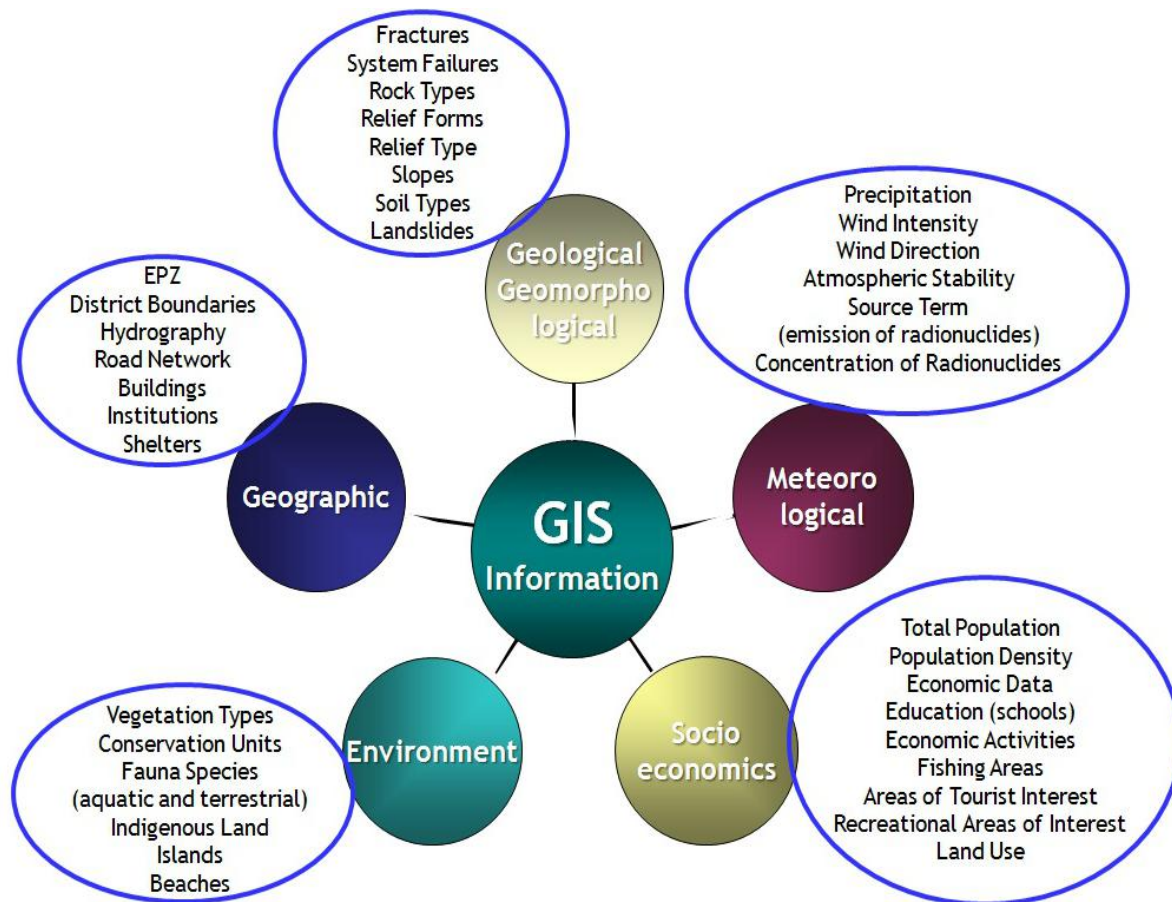 Fractures
System Failures
Rock Types
Relief Forms
Relief Type
Slopes
Soil Types
Landslides
Geological
Geomorpho
logical
Precipitation
Wind Intensity
Wind Direction
Atmospheric Stability
Source Term
(emission of radionuclides)
Concentration of Radionuclides
EPZ
District Boundaries
Hydrography
Road Network
Buildings
Institutions
Shelters
Geographic
Meteoro
logical
GIS
Information
Vegetation Types
Conservation Units
Fauna Species
(aquatic and terrestrial)
Indigenous Land
Islands
Beaches
Environment
Socio
economics
Total Population
Population Density
Economic Data
Education (schools)
Economic Activities
Fishing Areas
Areas of Tourist Interest
Recreational Areas of Interest
Land Use